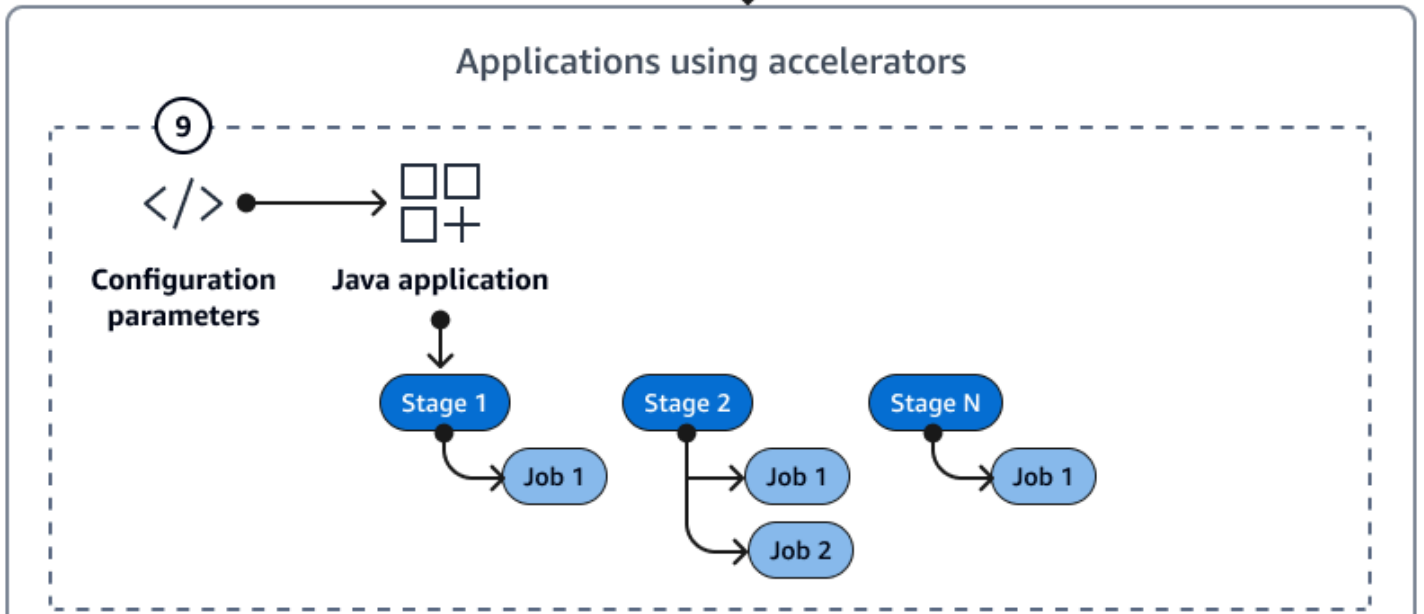 Applications using accelerators
9
</>
Configuration
parameters
Java application
Stage 1
Stage 2
Stage N
Job 1
Job 1
Job 1
Job 2